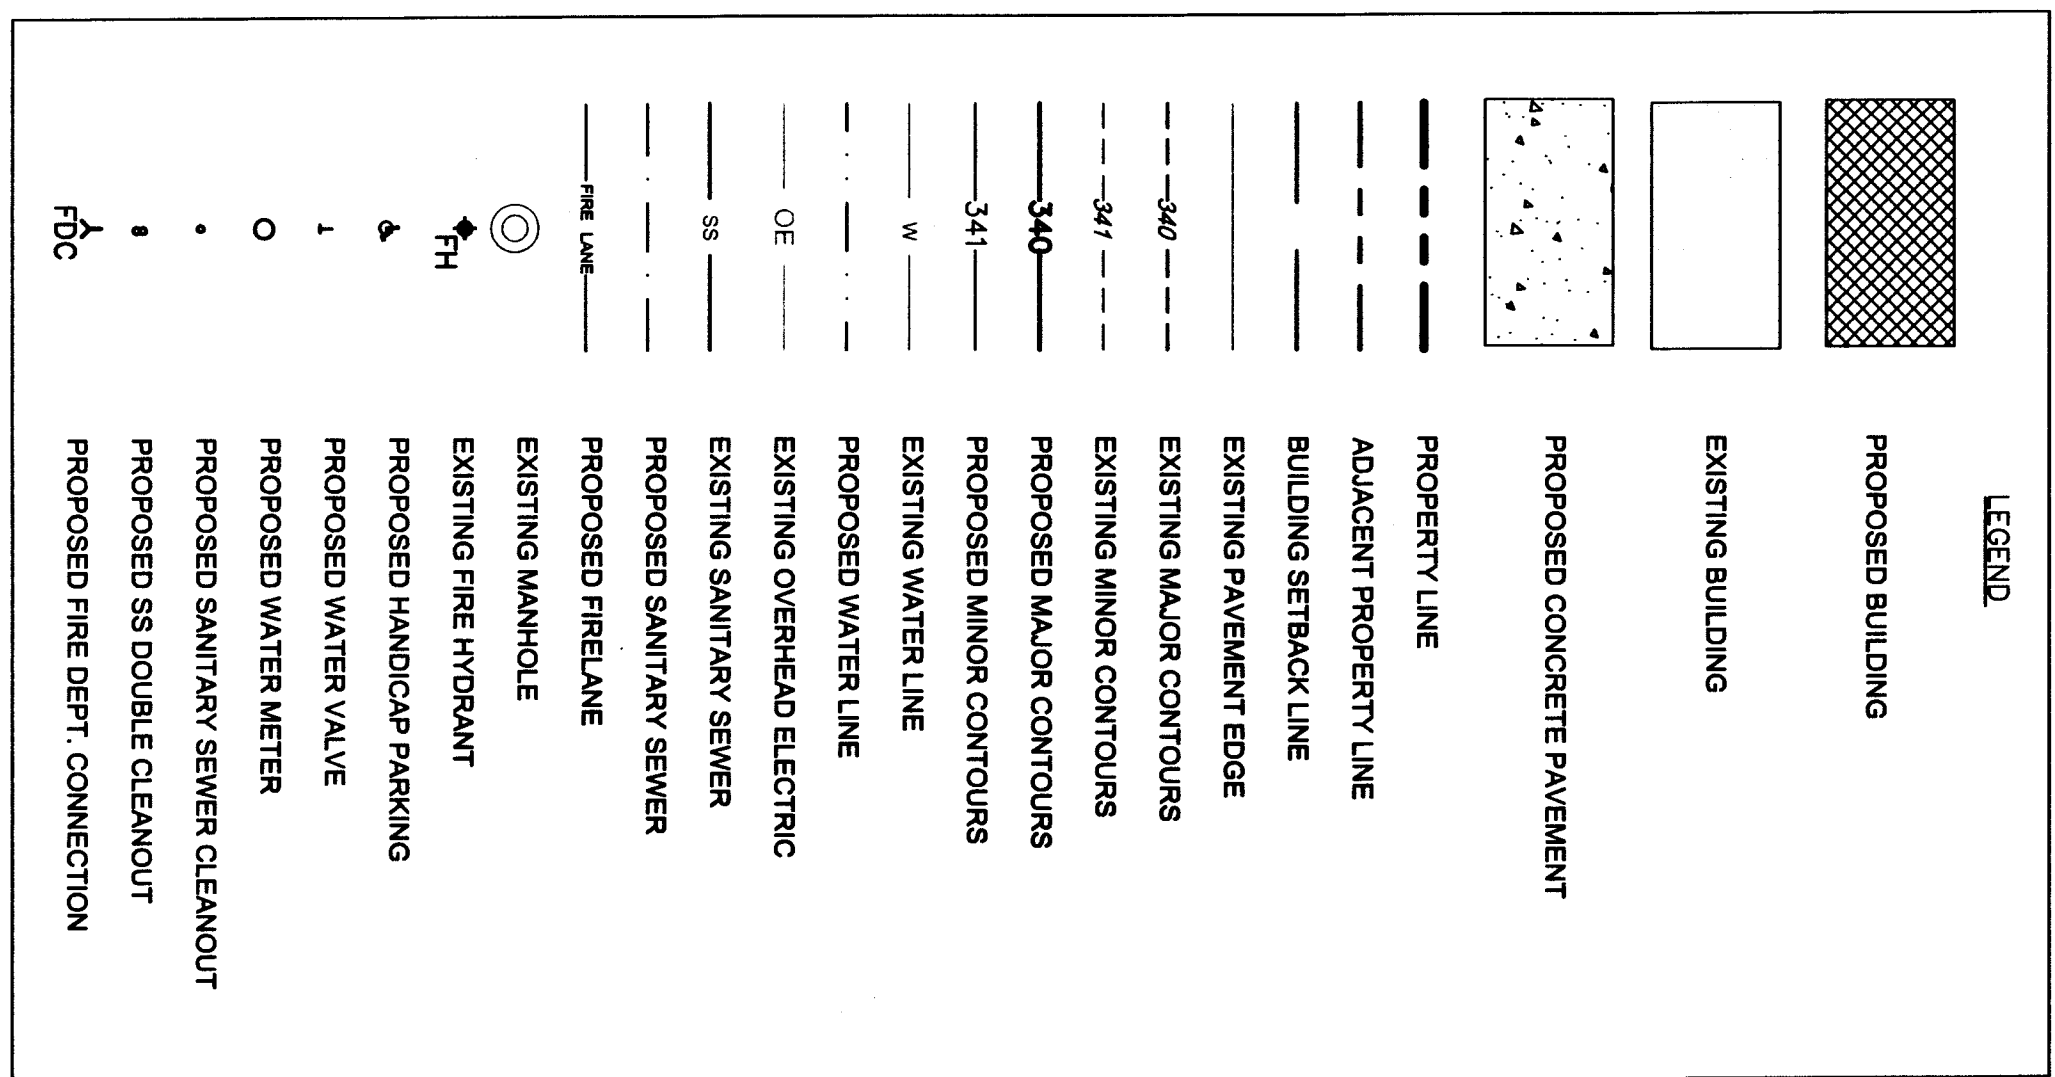 LEGEND
PROPOSED BUILDING
EXISTING BUILDING
PROPOSED CONCRETE PAVEMENT
PROPERTY LINE
ADJACENT PROPERTY LINE
BUILDING SETBACK LINE
EXISTING PAVEMENT EDGE
340 EXISTING MAJOR CONTOURS
341 EXISTING MINOR CONTOURS
340 PROPOSED MAJOR CONTOURS
341 PROPOSED MINOR CONTOURS
W EXISTING WATER LINE
PROPOSED WATER LINE
OE EXISTING OVERHEAD ELECTRIC
SS EXISTING SANITARY SEWER
PROPOSED SANITARY SEWER
FIRE LANE PROPOSED FIRELANE
EXISTING MANHOLE
FH EXISTING FIRE HYDRANT
PROPOSED HANDICAP PARKING
PROPOSED WATER VALVE
PROPOSED WATER METER
PROPOSED SANITARY SEWER CLEANOUT
PROPOSED SS DOUBLE CLEANOUT
FDC PROPOSED FIRE DEPT. CONNECTION